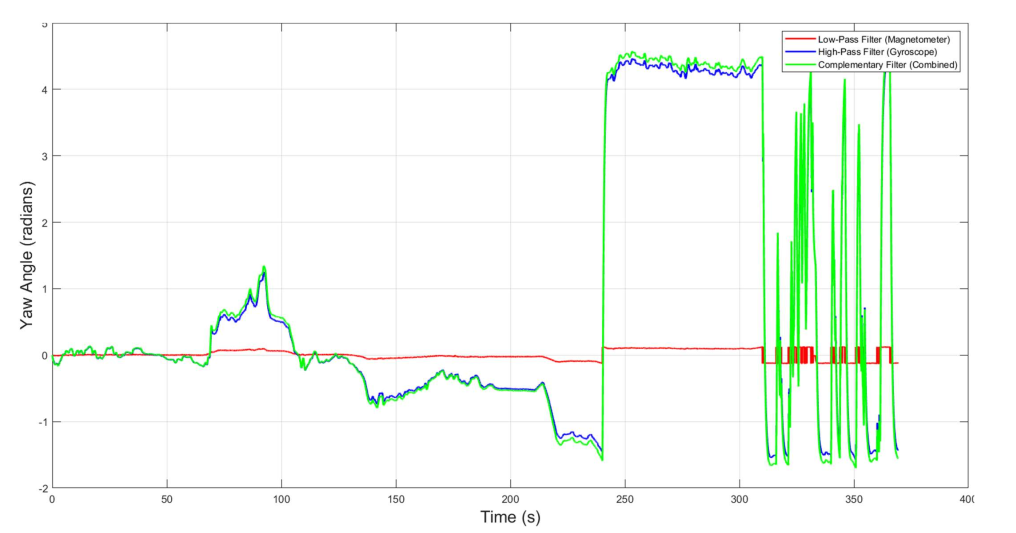 5
Low-Pass Filter (Magnetometer)
High-Pass Filter (Gyroscope)
Complementary Filter (Combined)
4
3
2
1
0
-1
-2
Yaw Angle (radians)
0 50 100 150 200 250 300 350 400
Time (s)